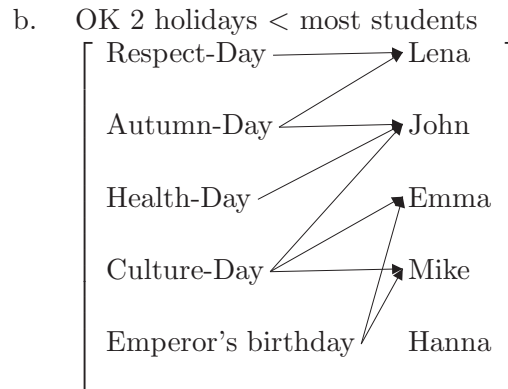 b. OK 2 holidays < most students
Respect-Day Lena
Autumn-Day John
Health-Day Emma
Culture-Day Mike
Emperor's birthday Hanna